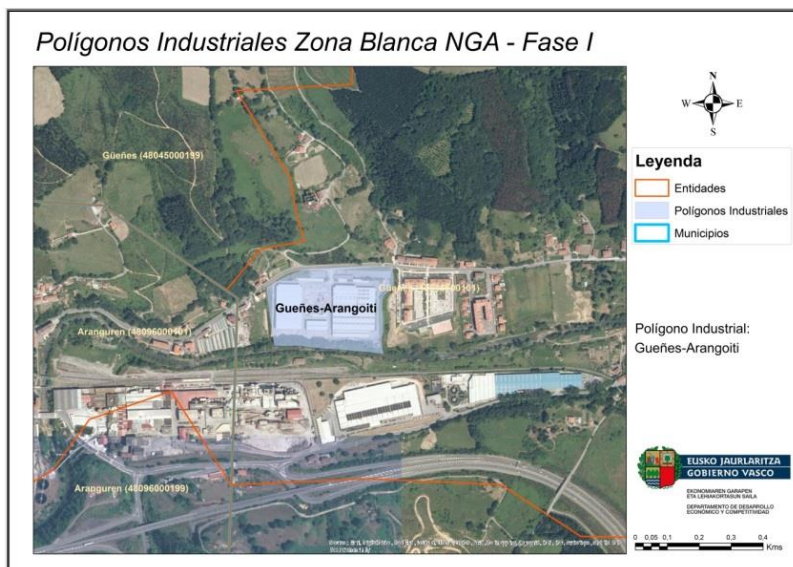 Polígonos Industriales Zona Blanca NGA - Fase I
Güeñes (48045000199)
Gueñes-Arangoiti
Aranguren (48096000101)
Aranguren (48096000199)
N
W
E
S
Leyenda
Entidades
Polígonos Industriales
Municipios
Polígono Industrial:
Gueñes-Arangoiti
EUSKO JAURLARITZA
GOBIERNO VASCO
EKONOMIAREN GARAPEN
ETA LEHIAKORTASUN SAILA
DEPARTAMENTO DE DESARROLLO
ECONÓMICO Y COMPETITIVIDAD
0 0,05 0,1 0,2 0,3 0,4
Kms